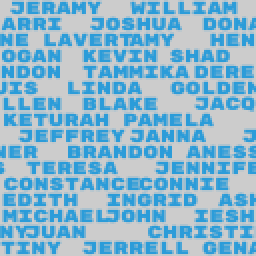 JERAMY WILLIAM
ARRI JOSHUA DONA
NE LAVERTAMY HEN
OGAN KEVIN SHAD
NDON TAMMIKA DERE
UIS LINDA GOLDEN
LLEN BLAKE JACQ
KETURAH PAMELA
JEFFREY JANNA J
NER BRANDON ANESS
S TERESA JENNIFE
CONSTANCECONNIE
EDITH INGRID ASH
MICHAELJOHN IESH
NYJUAN CHRISTI
TINY JERRELL GENA